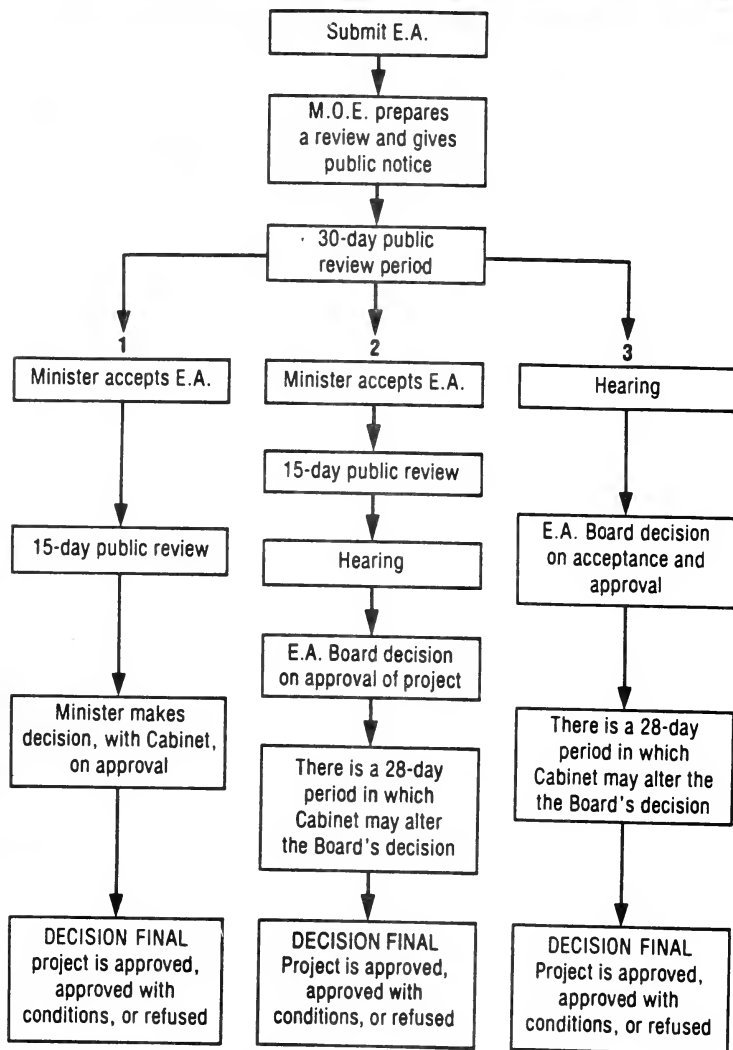 Submit E.A.
M.O.E. prepares
a review and gives
public notice
30-day public
review period
1
Minister accepts E.A.
15-day public review
Minister makes
decision, with Cabinet,
on approval
DECISION FINAL
project is approved,
approved with
conditions, or refused
2
Minister accepts E.A.
15-day public review
Hearing
E.A. Board decision
on approval of project
There is a 28-day
period in which
Cabinet may alter
the Board's decision
DECISION FINAL
Project is approved,
approved with
conditions, or refused
3
Hearing
E.A. Board decision
on acceptance and
approval
There is a 28-day
period in which
Cabinet may alter the
the Board's decision
DECISION FINAL
Project is approved,
approved with
conditions, or refused